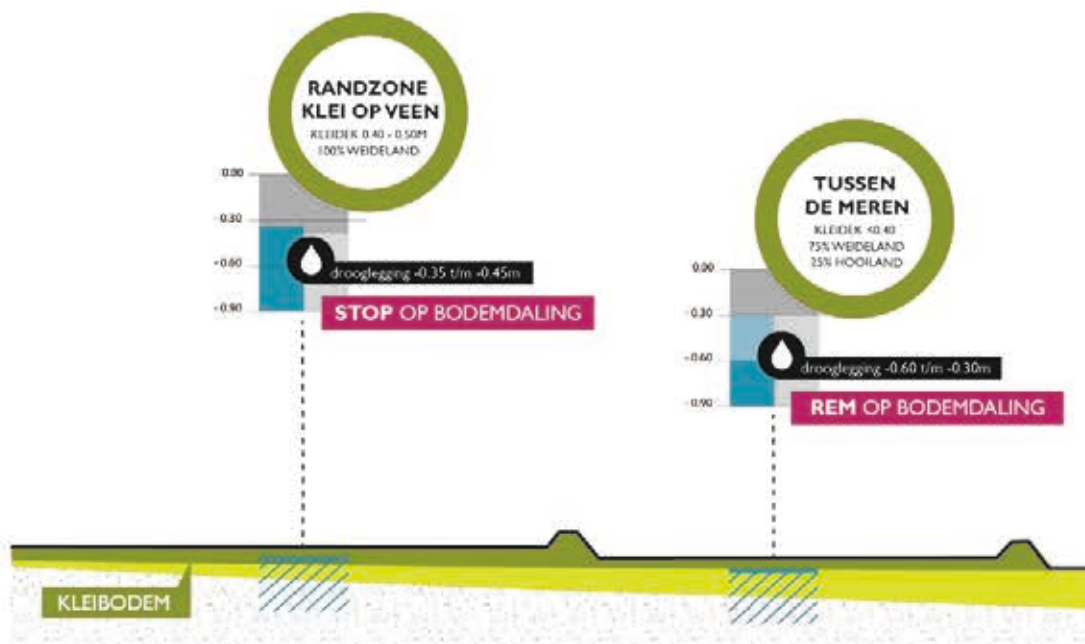 RANDZONE
KLEI OP VEEN
KLEIDEK 0.40 - 0.50M
100% WEIDELAND
0.00
-0.30
-0.60
-0.90
drooglegging -0.35 t/m -0.45m
STOP OP BODEMDALING
TUSSEN
DE MEREN
KLEIDEK <0.40
75% WEIDELAND
25% HOOILAND
0.00
-0.30
-0.60
-0.90
drooglegging -0.60 t/m -0.30m
REM OP BODEMDALING
KLEIBODEM